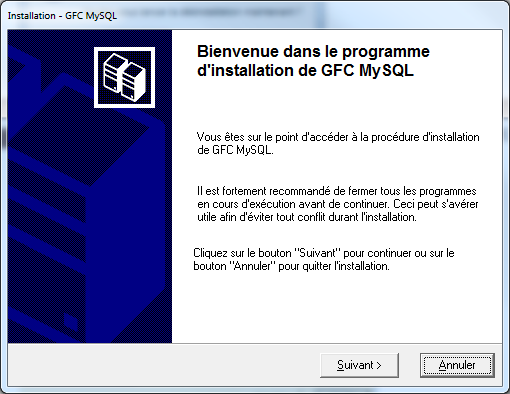 Installation - GFC MySQL
Bienvenue dans le programme
d'installation de GFC MySQL
Vous êtes sur le point d'accéder à la procédure d'installation
de GFC MySQL.
Il est fortement recommandé de fermer tous les programmes
en cours d'exécution avant de continuer. Ceci peut s'avérer
utile afin d'éviter tout conflit durant l'installation.
Cliquez sur le bouton "Suivant" pour continuer ou sur le
bouton "Annuler" pour quitter l'installation.
Suivant >
Annuler